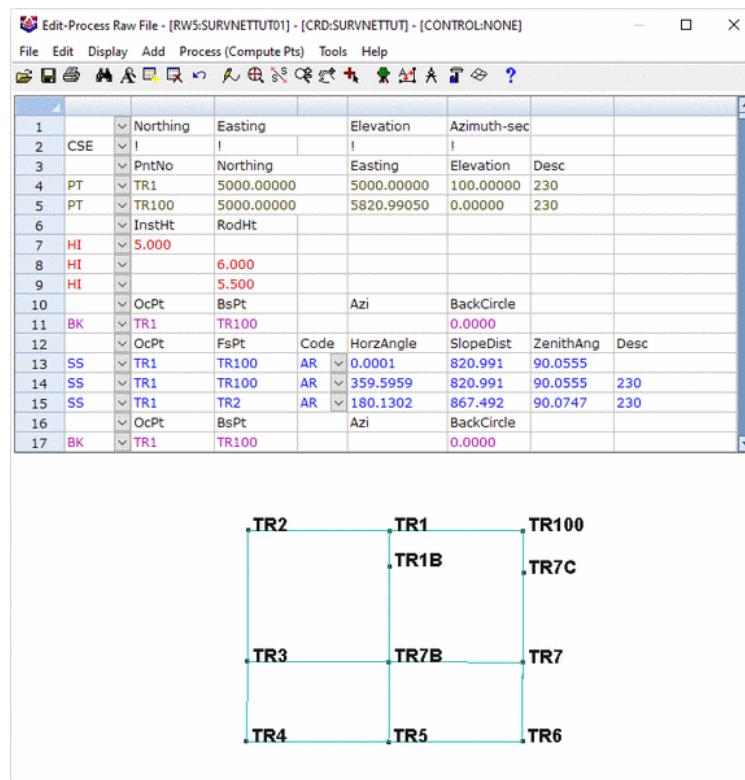 Edit-Process Raw File - [RW5:SURVNETTUT01] - [CRD:SURVNETTUT] - [CONTROL:NONE]
File Edit Display Add Process (Compute Pts) Tools Help
1 Northing Easting Elevation Azimuth-sec
2 CSE ! ! ! !
3 PntNo Northing Easting Elevation Desc
4 PT TR1 5000.00000 5000.00000 100.00000 230
5 PT TR100 5000.00000 5820.99050 0.00000 230
6 InstHt RodHt
7 HI 5.000
8 HI 6.000
9 HI 5.500
10 OcPt BsPt Azi BackCircle
11 BK TR1 TR100 0.0000
12 OcPt FsPt Code HorzAngle SlopeDist ZenithAng Desc
13 SS TR1 TR100 AR 0.0001 820.991 90.0555
14 SS TR1 TR100 AR 359.5959 820.991 90.0555 230
15 SS TR1 TR2 AR 180.1302 867.492 90.0747 230
16 OcPt BsPt Azi BackCircle
17 BK TR1 TR100 0.0000
TR2 TR1 TR100
TR1B TR7C
TR3 TR7B TR7
TR4 TR5 TR6